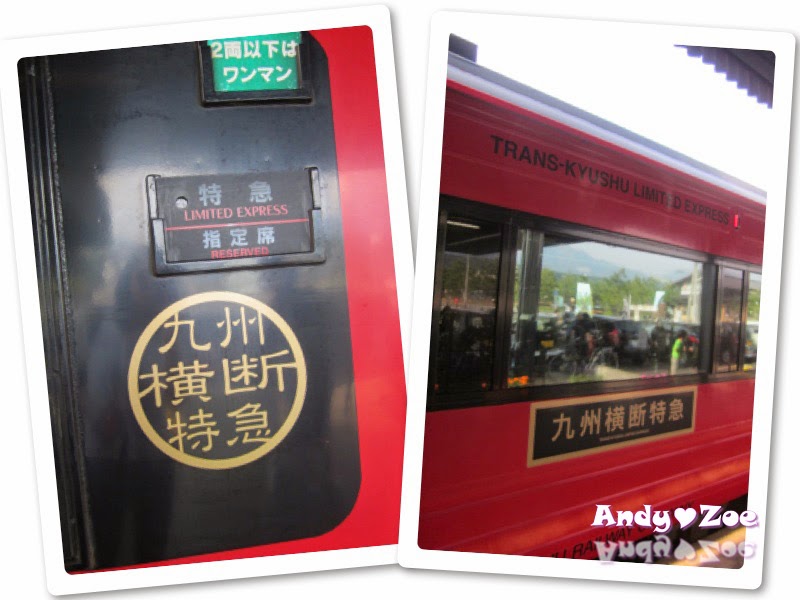 2両以下は
ワンマン
特急
LIMITED EXPRESS
指定席
RESERVED
九州
横断
特急
TRANS-KYUSHU LIMITED EXPRESS
九州横断特急
RAILWAY
Andy♥Zoe